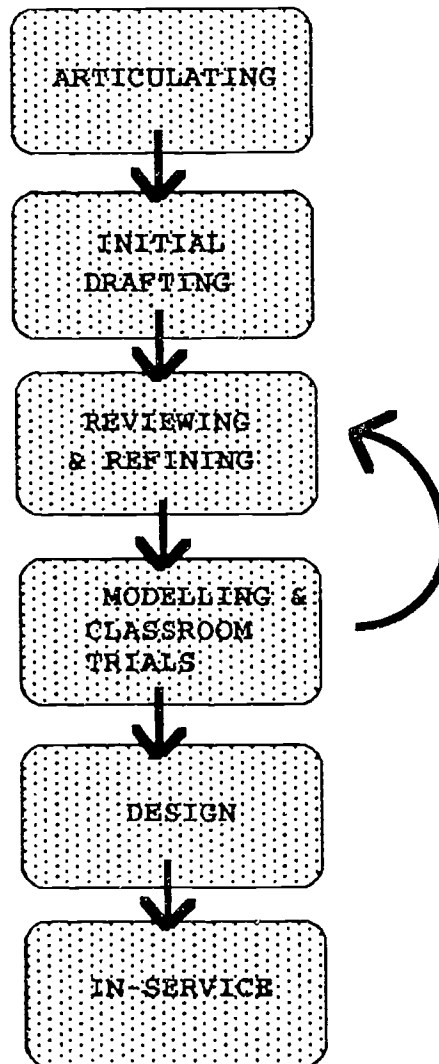 ARTICULATING
INITIAL
DRAFTING
REVIEWING
& REFINING
MODELLING &
CLASSROOM
TRIALS
DESIGN
IN-SERVICE